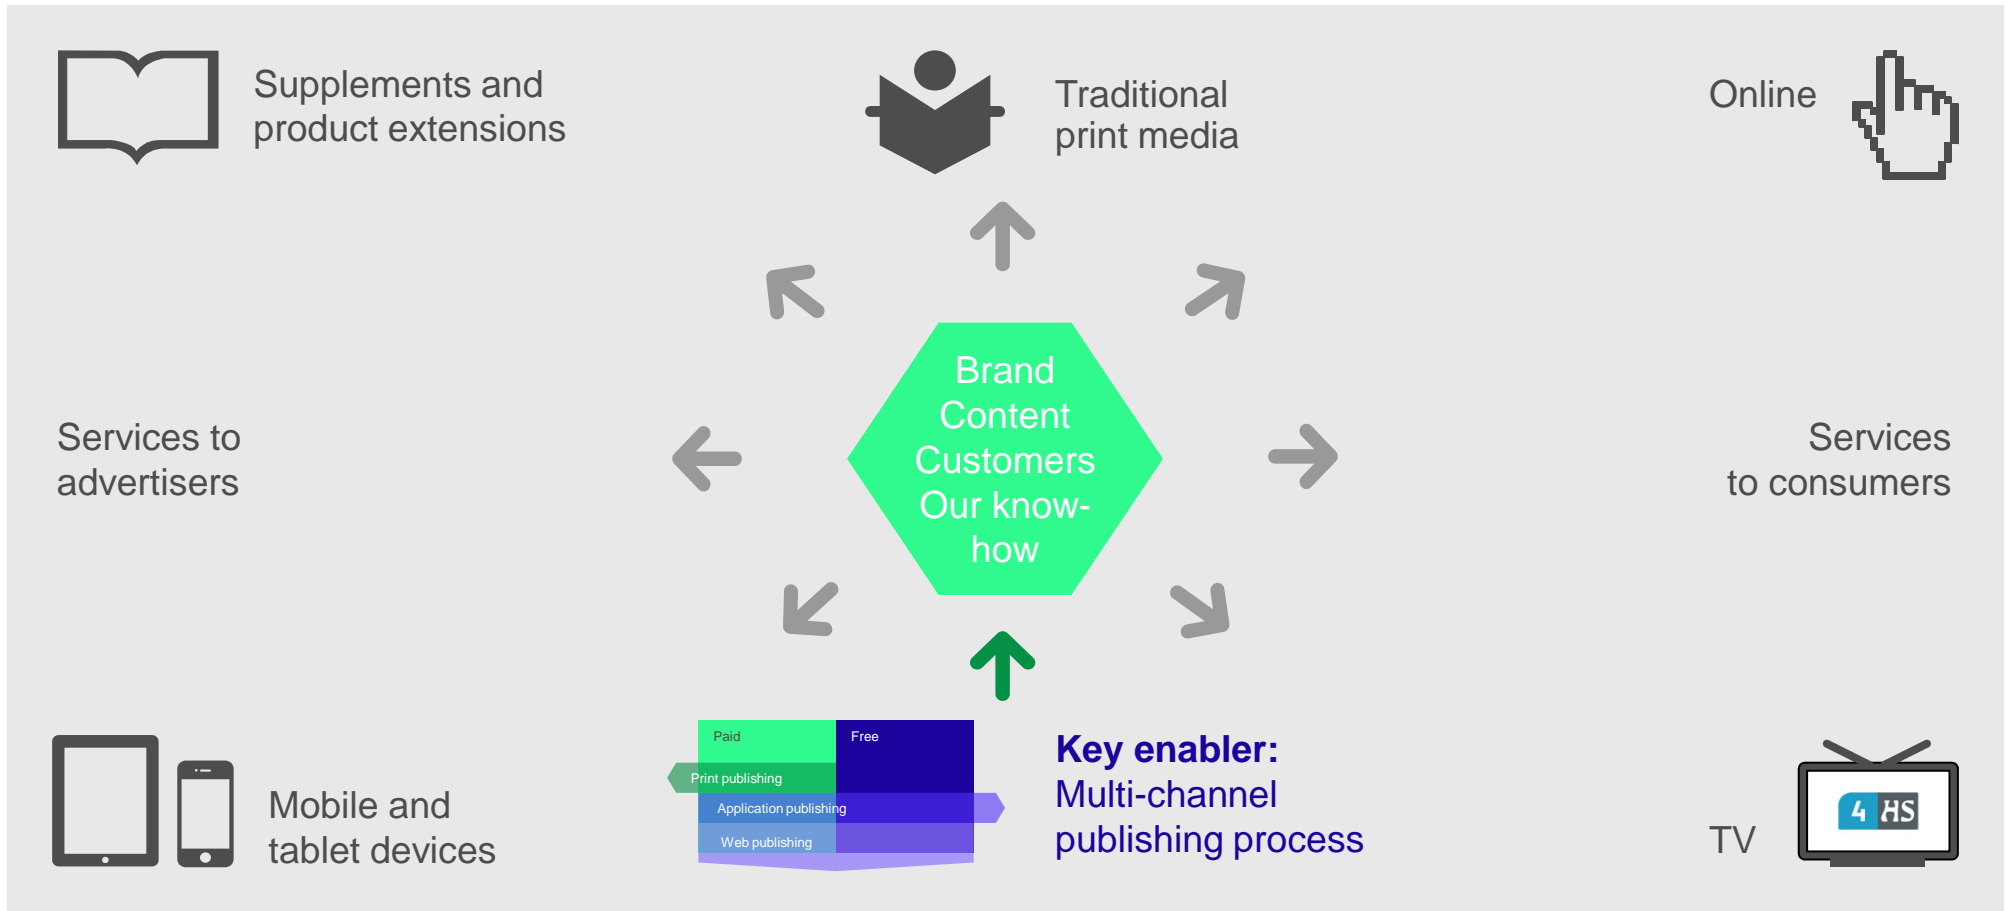 Supplements and
product extensions
Traditional
print media
Online
Brand
Content
Customers
Our know-
how
Services to
advertisers
Services
to consumers
Paid
Free
Print publishing
Application publishing
Web publishing
Key enabler:
Multi-channel
publishing process
Mobile and
tablet devices
TV
4 HS